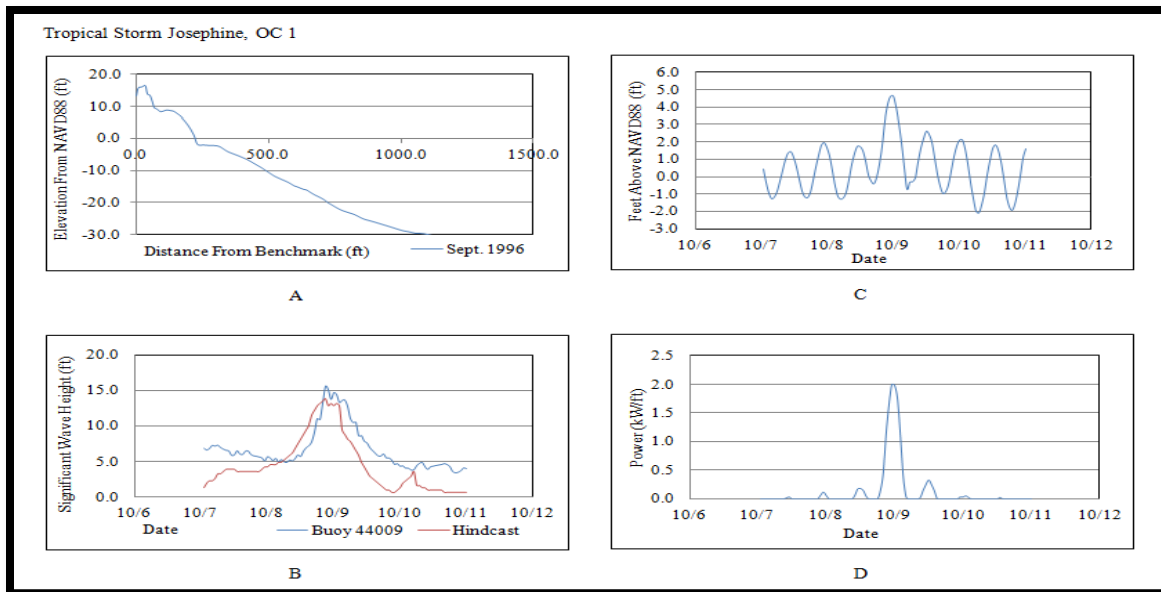 Tropical Storm Josephine, OC 1
Elevation From NAVD88 (ft)
20.0
10.0
0.0
-10.0
-20.0
-30.0
0.0 500.0 1000.0 1500.0
Distance From Benchmark (ft)
Sept. 1996
A
Feet Above NAVD88 (ft)
6.0
5.0
4.0
3.0
2.0
1.0
0.0
-1.0
-2.0
-3.0
10/6 10/7 10/8 10/9 10/10 10/11 10/12
Date
C
Significant Wave Height (ft)
20.0
15.0
10.0
5.0
0.0
10/6 10/7 10/8 10/9 10/10 10/11 10/12
Date
Buoy 44009
Hindcast
B
Power (kW/ft)
2.5
2.0
1.5
1.0
0.5
0.0
10/6 10/7 10/8 10/9 10/10 10/11 10/12
Date
D